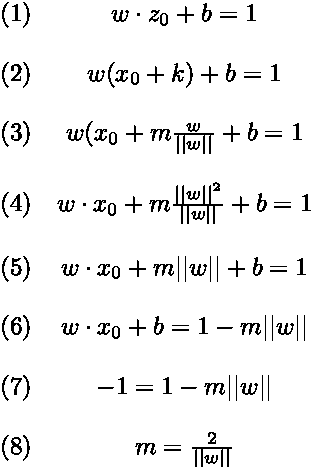 (1) w · z₀ + b = 1
(2) w(x₀ + k) + b = 1
(3) w(x₀ + m w/||w|| + b = 1
(4) w · x₀ + m ||w||²/||w|| + b = 1
(5) w · x₀ + m||w|| + b = 1
(6) w · x₀ + b = 1 − m||w||
(7) −1 = 1 − m||w||
(8) m = 2/||w||